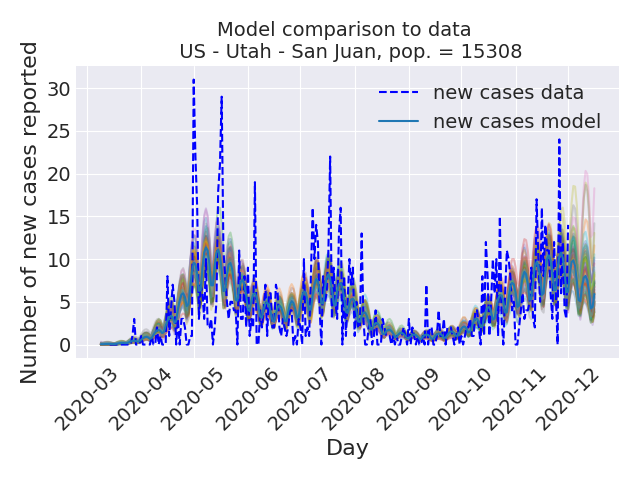 Model comparison to data
US - Utah - San Juan, pop. = 15308
Number of new cases reported
30
25
20
15
10
5
0
new cases data
new cases model
2020-03
2020-04
2020-05
2020-06
2020-07
2020-08
2020-09
2020-10
2020-11
2020-12
Day